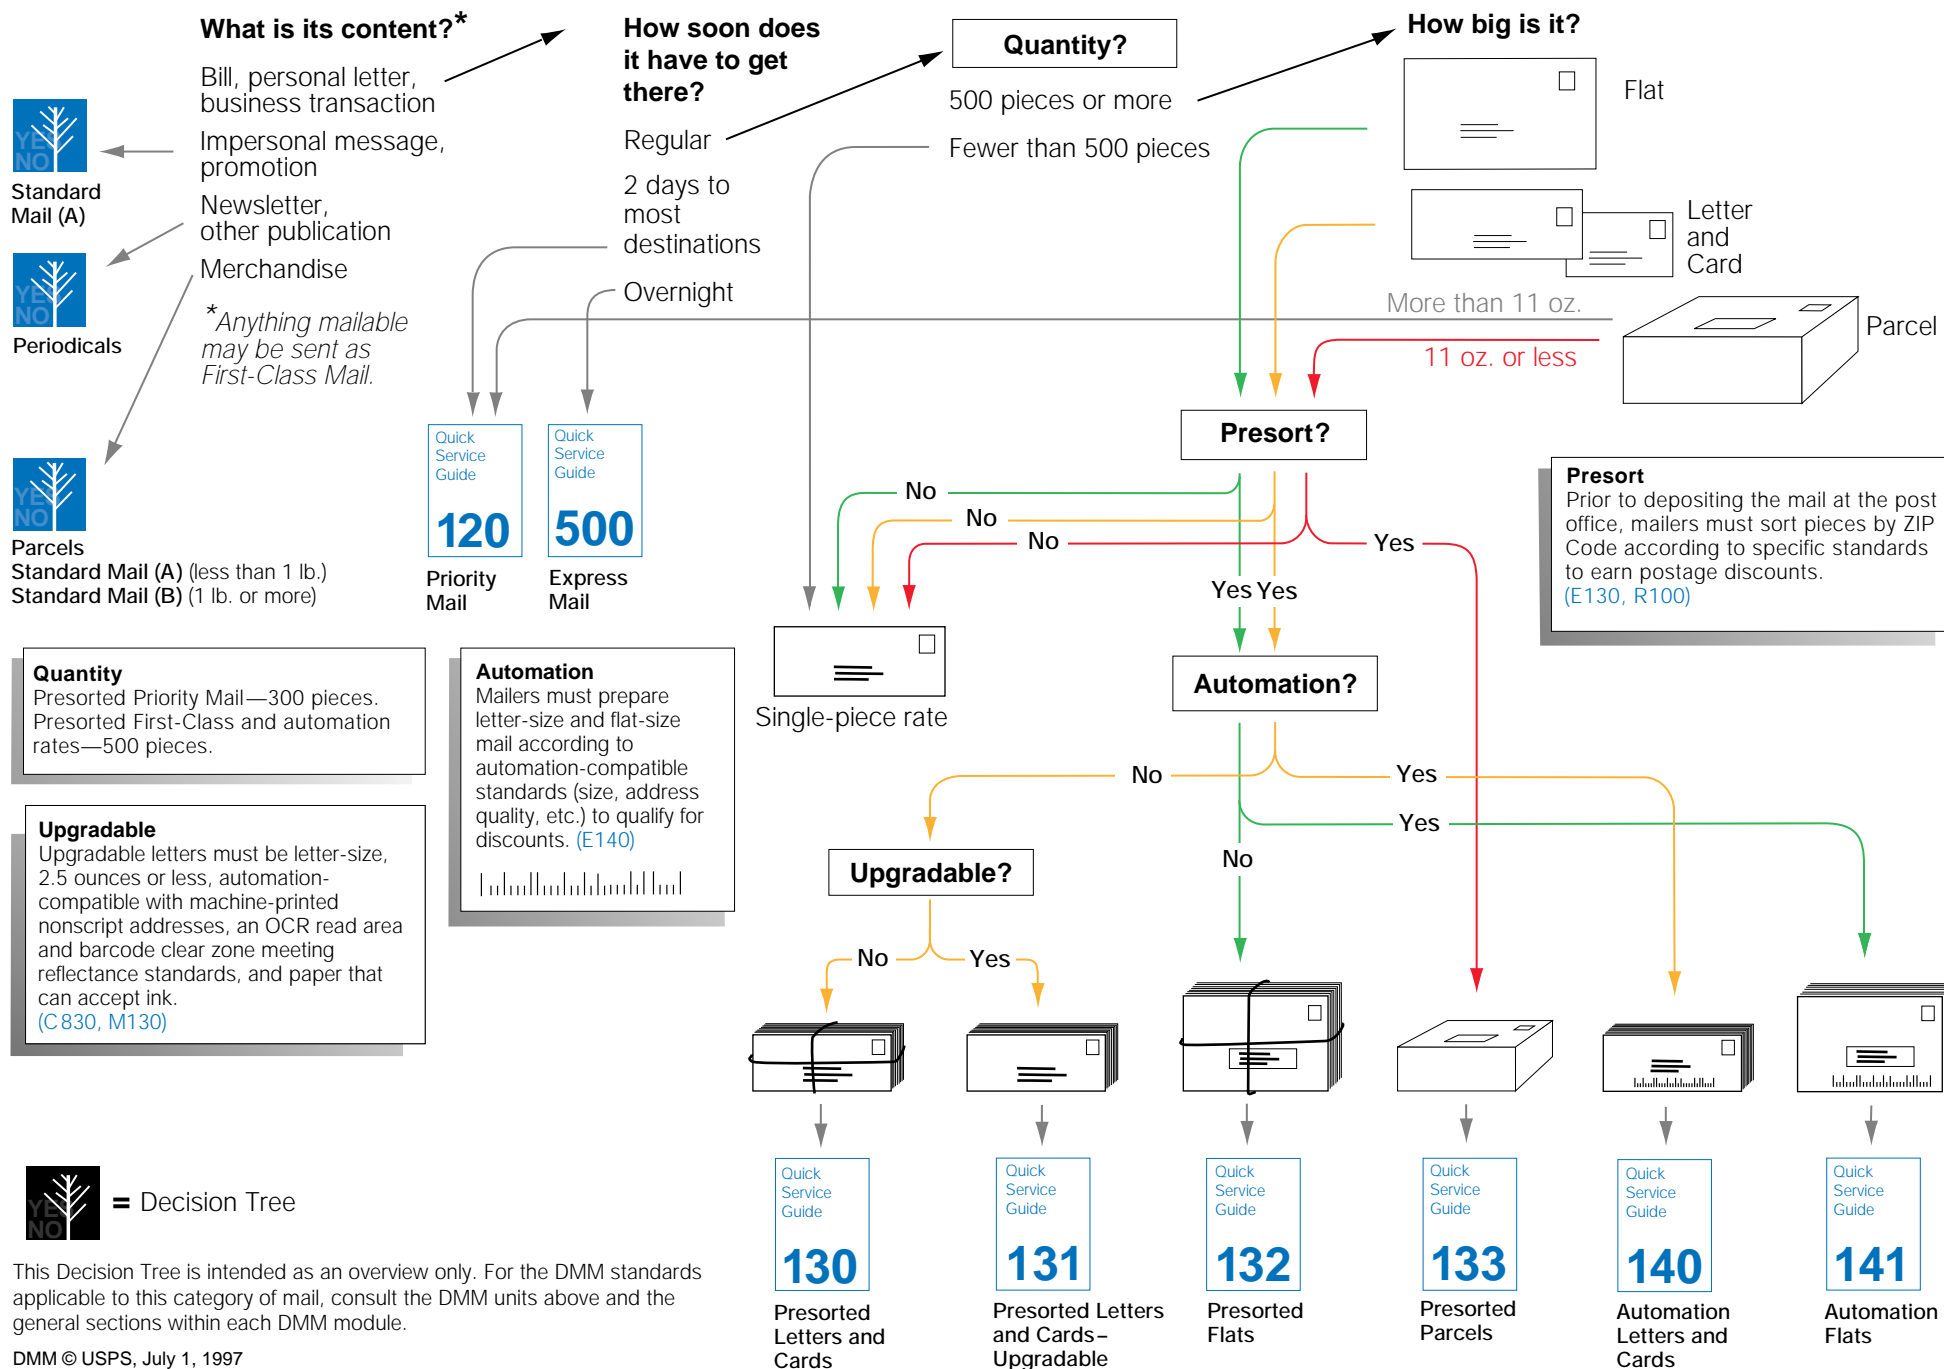 What is its content?*
Bill, personal letter,
business transaction
Impersonal message,
promotion
Newsletter,
other publication
Merchandise
*Anything mailable
may be sent as
First-Class Mail.
YES
NO
Standard
Mail (A)
YES
NO
Periodicals
YES
NO
Parcels
Standard Mail (A) (less than 1 lb.)
Standard Mail (B) (1 lb. or more)
How soon does
it have to get
there?
Regular
2 days to
most
destinations
Overnight
Quantity?
500 pieces or more
Fewer than 500 pieces
How big is it?
Flat
Letter
and
Card
More than 11 oz.
11 oz. or less
Parcel
Quick
Service
Guide
120
Priority
Mail
Quick
Service
Guide
500
Express
Mail
Presort?
No
No
No
Yes
Yes Yes
Presort
Prior to depositing the mail at the post
office, mailers must sort pieces by ZIP
Code according to specific standards
to earn postage discounts.
(E130, R100)
Quantity
Presorted Priority Mail—300 pieces.
Presorted First-Class and automation
rates—500 pieces.
Automation
Mailers must prepare
letter-size and flat-size
mail according to
automation-compatible
standards (size, address
quality, etc.) to qualify for
discounts. (E140)
Single-piece rate
Automation?
No
Yes
Yes
No
Upgradable
Upgradable letters must be letter-size,
2.5 ounces or less, automation-
compatible with machine-printed
nonscript addresses, an OCR read area
and barcode clear zone meeting
reflectance standards, and paper that
can accept ink.
(C830, M130)
Upgradable?
No
Yes
YES
NO
= Decision Tree
This Decision Tree is intended as an overview only. For the DMM standards
applicable to this category of mail, consult the DMM units above and the
general sections within each DMM module.
DMM © USPS, July 1, 1997
Quick
Service
Guide
130
Presorted
Letters and
Cards
Quick
Service
Guide
131
Presorted Letters
and Cards–
Upgradable
Quick
Service
Guide
132
Presorted
Flats
Quick
Service
Guide
133
Presorted
Parcels
Quick
Service
Guide
140
Automation
Letters and
Cards
Quick
Service
Guide
141
Automation
Flats